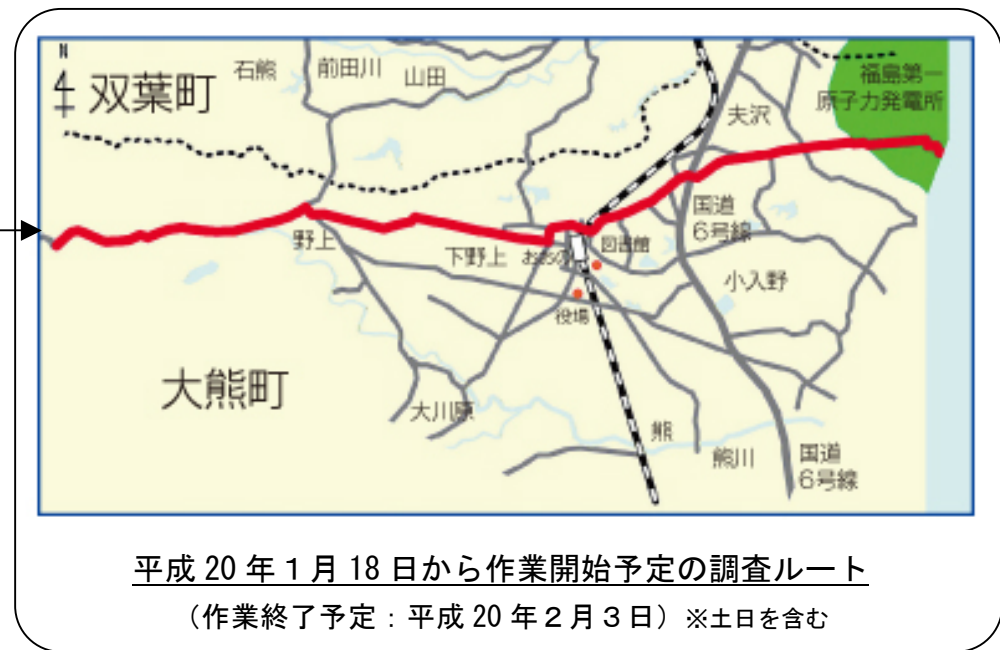 N
双葉町
石熊
前田川
山田
福島第一
原子力発電所
夫沢
国道
6号線
野上
下野上
おおの
図書館
小入野
役場
大熊町
大川原
熊
熊川
国道
6号線
平成 20 年１月 18 日から作業開始予定の調査ルート
（作業終了予定：平成 20 年２月３日）※土日を含む